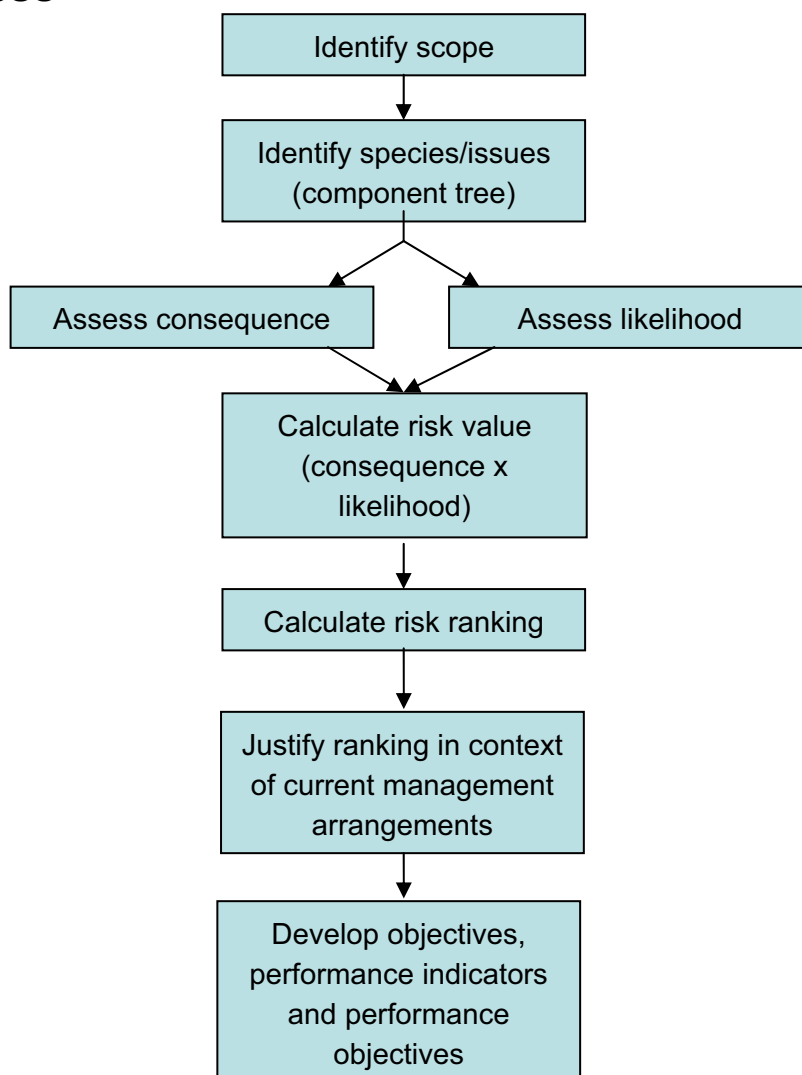 Identify scope
Identify species/issues
(component tree)
Assess consequence
Assess likelihood
Calculate risk value
(consequence x
likelihood)
Calculate risk ranking
Justify ranking in context
of current management
arrangements
Develop objectives,
performance indicators
and performance
objectives